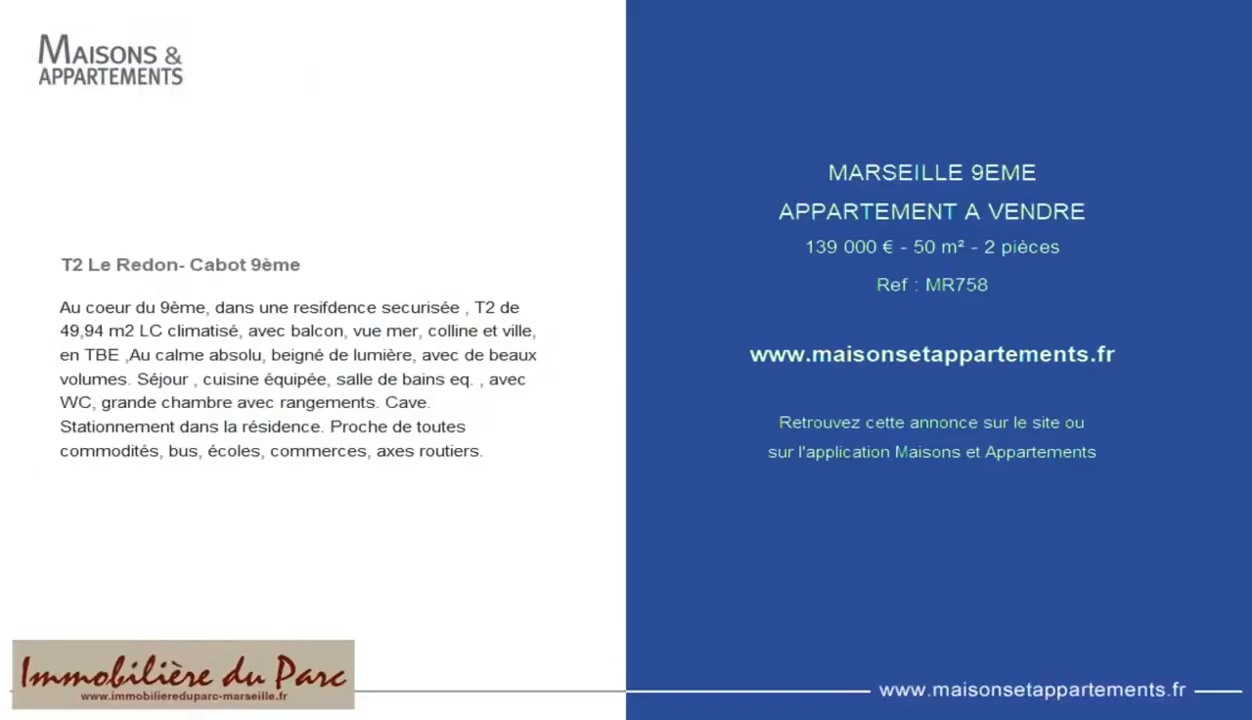 MAISONS &
APPARTEMENTS
T2 Le Redon- Cabot 9ème
Au coeur du 9ème, dans une resifdence securisée , T2 de
49,94 m2 LC climatisé, avec balcon, vue mer, colline et ville,
en TBE ,Au calme absolu, beigné de lumière, avec de beaux
volumes. Séjour , cuisine équipée, salle de bains eq. , avec
WC, grande chambre avec rangements. Cave.
Stationnement dans la résidence. Proche de toutes
commodités, bus, écoles, commerces, axes routiers.
Immobilière du Parc
www.immobiliereduparc-marseille.fr
MARSEILLE 9EME
APPARTEMENT A VENDRE
139 000 € - 50 m² - 2 pièces
Ref : MR758
www.maisonsetappartements.fr
Retrouvez cette annonce sur le site ou
sur l'application Maisons et Appartements
www.maisonsetappartements.fr